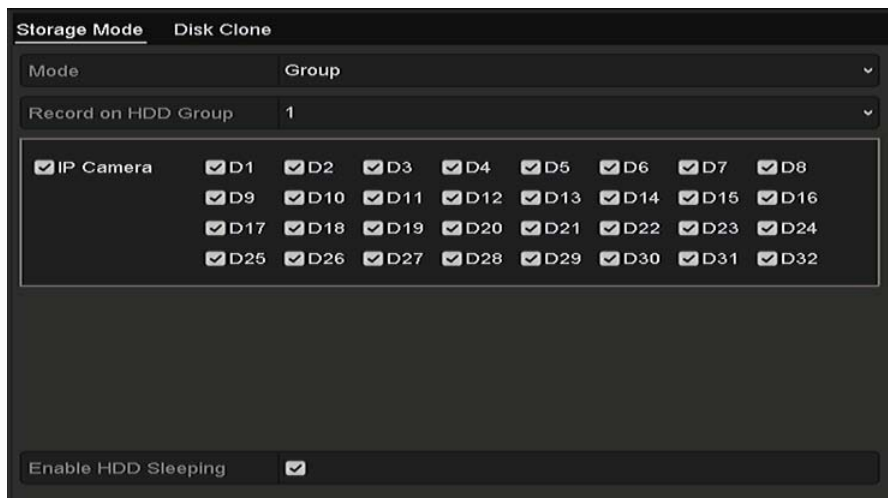 Storage Mode Disk Clone
Mode Group
Record on HDD Group 1
IP Camera D1 D2 D3 D4 D5 D6 D7 D8
D9 D10 D11 D12 D13 D14 D15 D16
D17 D18 D19 D20 D21 D22 D23 D24
D25 D26 D27 D28 D29 D30 D31 D32
Enable HDD Sleeping